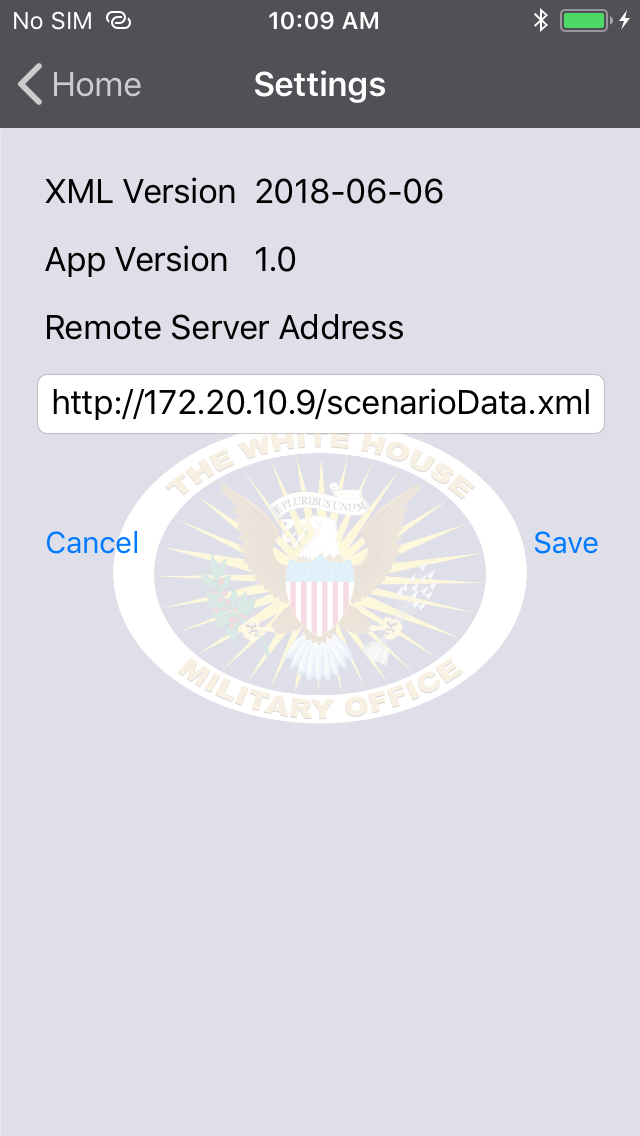 No SIM 10:09 AM
Home Settings
XML Version 2018-06-06
App Version 1.0
Remote Server Address
http://172.20.10.9/scenarioData.xml
THE WHITE HOUSE
E PLURIBUS UNUM
Cancel Save
MILITARY OFFICE